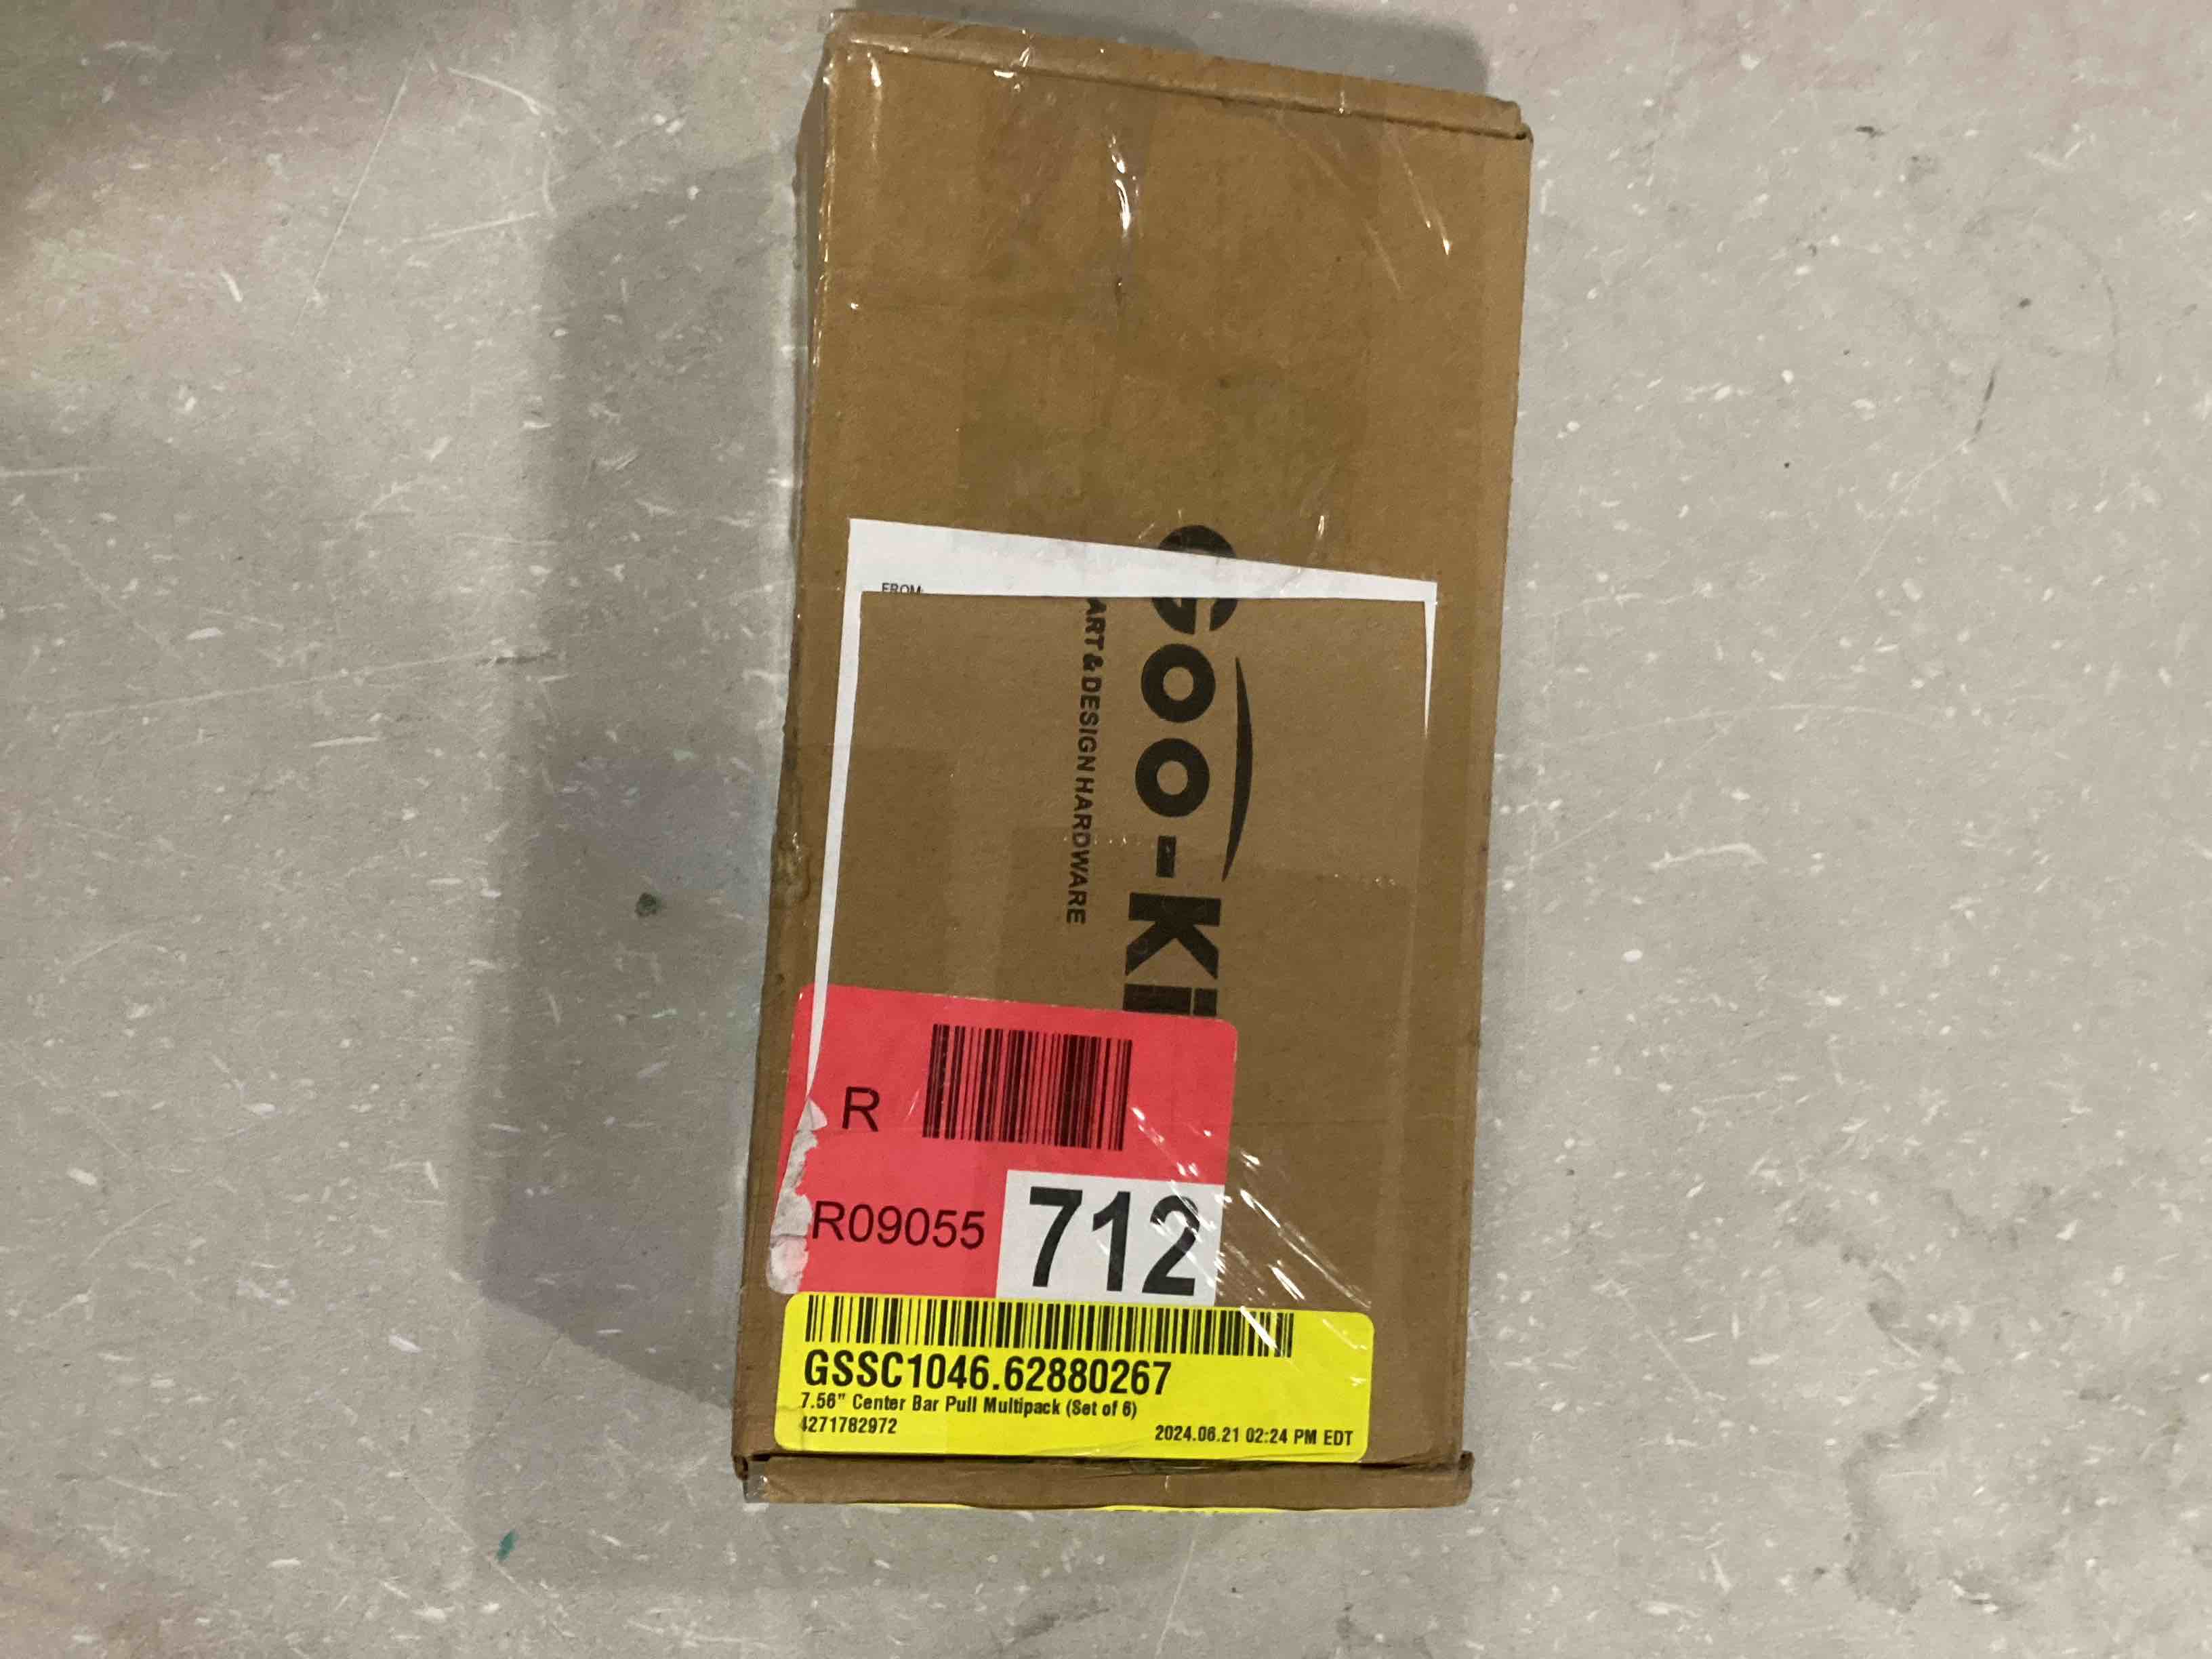 FROM:
Goo-Ki
ART & DESIGN HARDWARE
R
R09055
712
GSSC1046.62880267
7.56" Center Bar Pull Multipack (Set of 6)
4271782972
2024.06.21 02:24 PM EDT